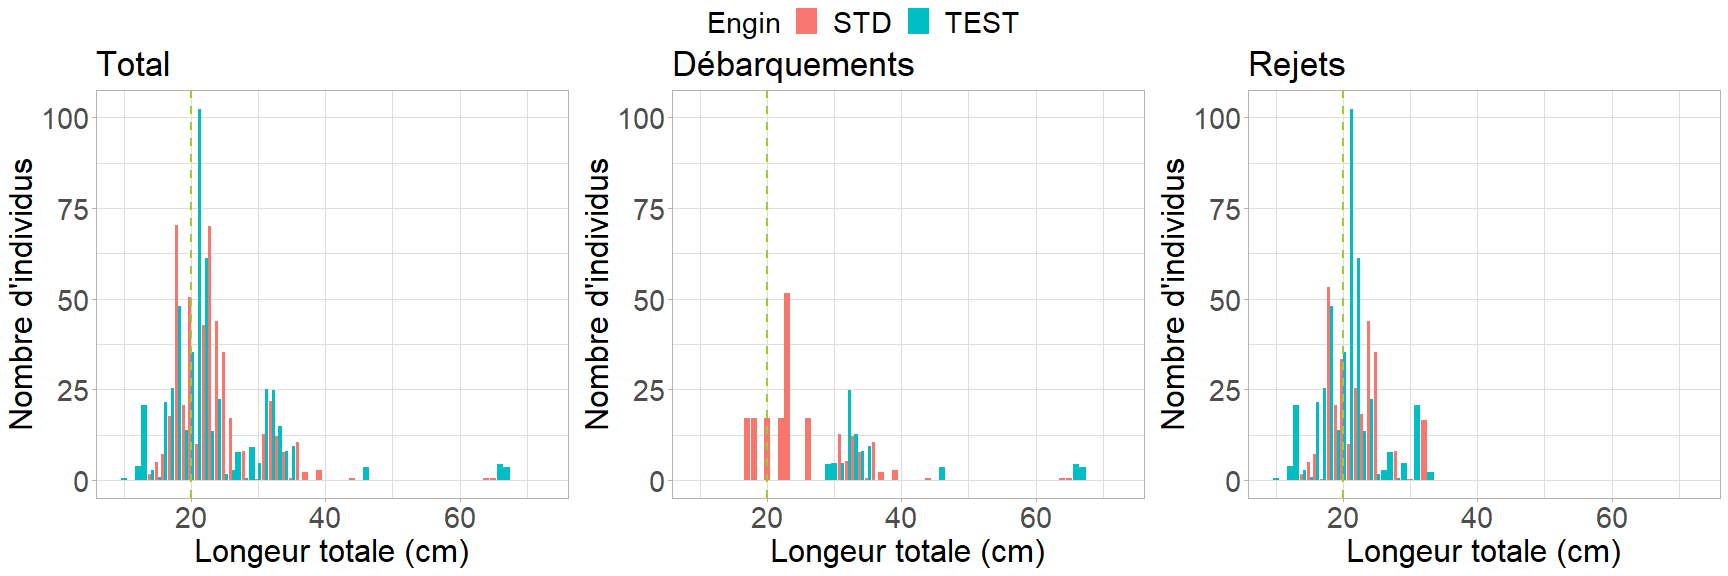 Engin STD TEST
Total
Débarquements
Rejets
Nombre d'individus
100
75
50
25
0
20 40 60
Longeur totale (cm)
Nombre d'individus
100
75
50
25
0
20 40 60
Longeur totale (cm)
Nombre d'individus
100
75
50
25
0
20 40 60
Longeur totale (cm)